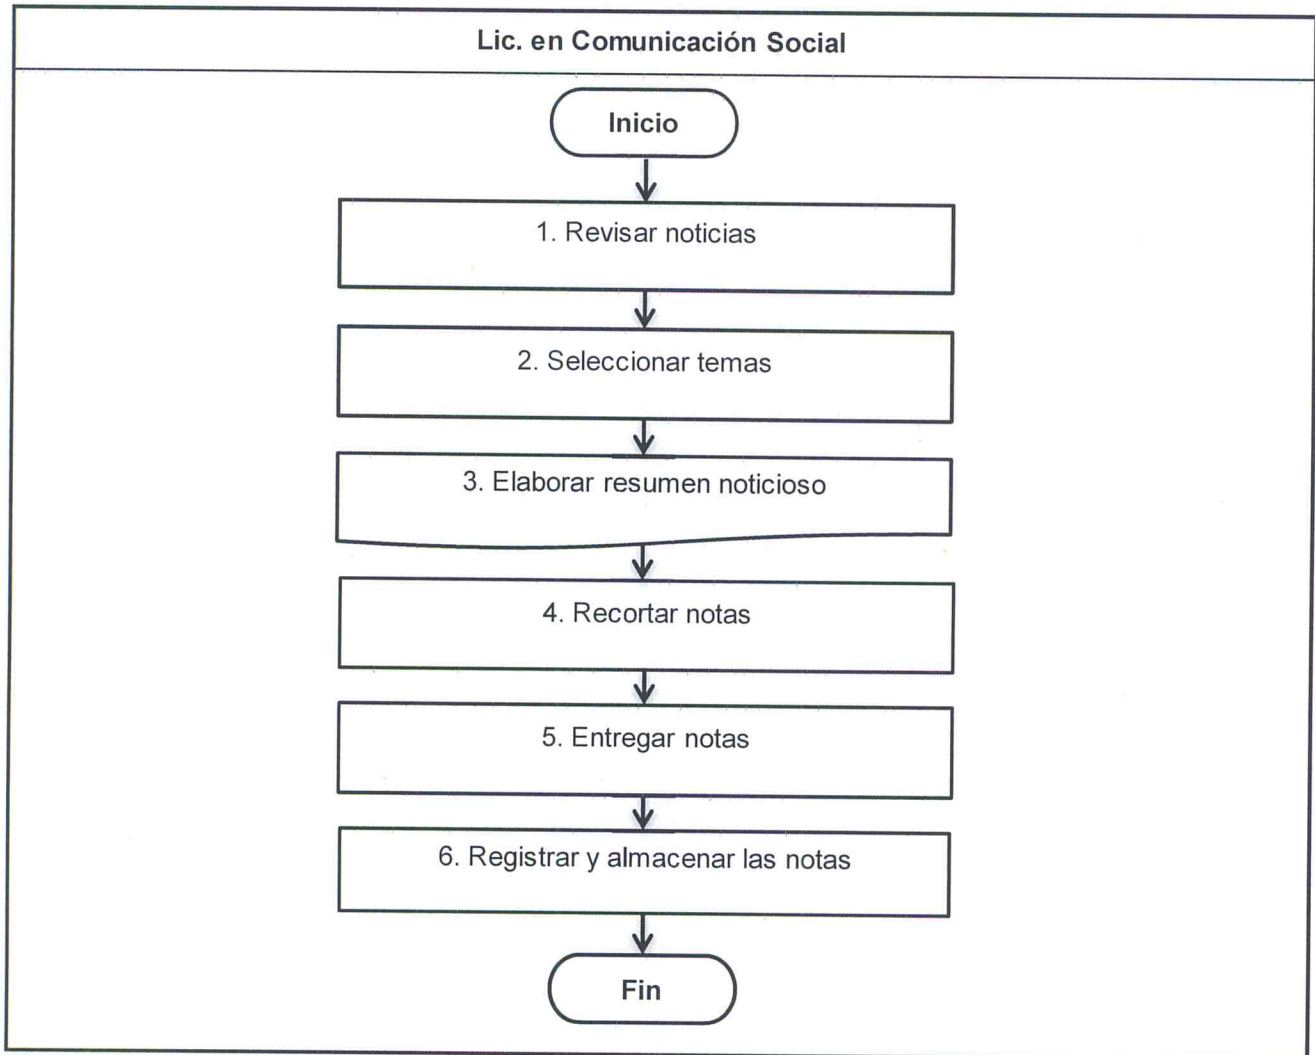 Lic. en Comunicación Social
Inicio
1. Revisar noticias
2. Seleccionar temas
3. Elaborar resumen noticioso
4. Recortar notas
5. Entregar notas
6. Registrar y almacenar las notas
Fin